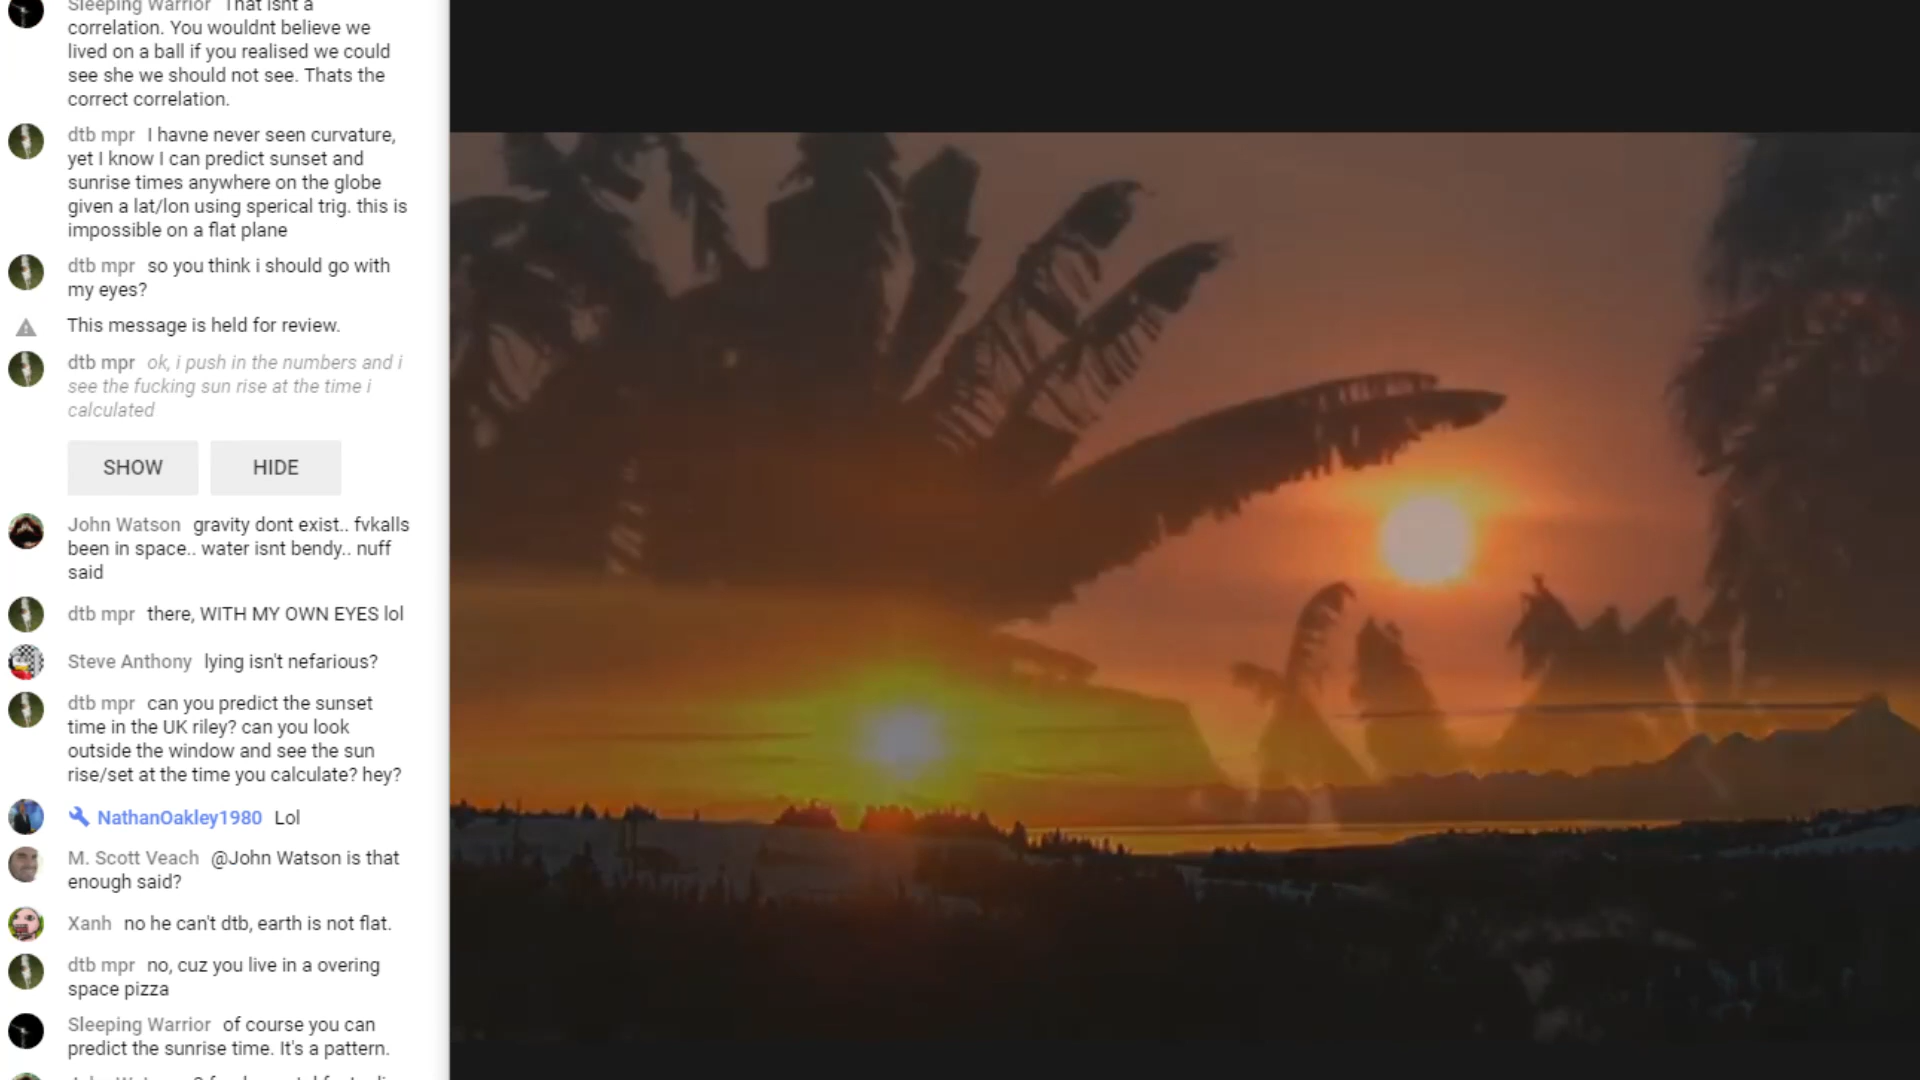 Sleeping Warrior That isnt a
correlation. You wouldnt believe we
lived on a ball if you realised we could
see she we should not see. Thats the
correct correlation.
dtb mpr I havne never seen curvature,
yet I know I can predict sunset and
sunrise times anywhere on the globe
given a lat/lon using sperical trig. this is
impossible on a flat plane
dtb mpr so you think i should go with
my eyes?
This message is held for review.
dtb mpr ok, i push in the numbers and i
see the fucking sun rise at the time i
calculated
SHOW HIDE
John Watson gravity dont exist.. fvkalls
been in space.. water isnt bendy.. nuff
said
dtb mpr there, WITH MY OWN EYES lol
Steve Anthony lying isn't nefarious?
dtb mpr can you predict the sunset
time in the UK riley? can you look
outside the window and see the sun
rise/set at the time you calculate? hey?
NathanOakley1980 Lol
M. Scott Veach @John Watson is that
enough said?
Xanh no he can't dtb, earth is not flat.
dtb mpr no, cuz you live in a overing
space pizza
Sleeping Warrior of course you can
predict the sunrise time. It's a pattern.